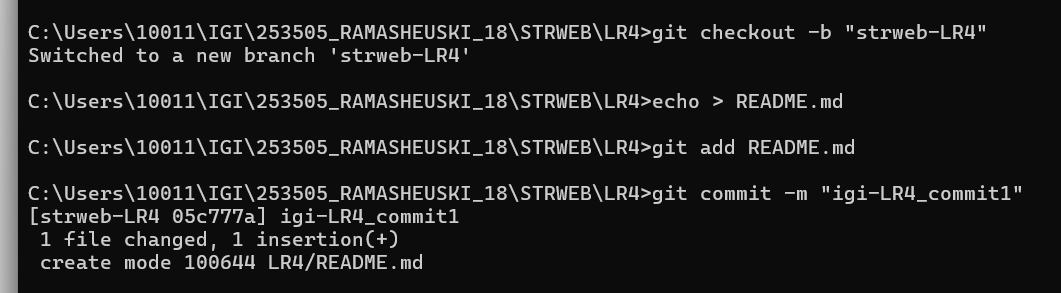 C:\Users\10011\IGI\253505_RAMASHEUSKI_18\STRWEB\LR4>git checkout -b "strweb-LR4"
Switched to a new branch 'strweb-LR4'
C:\Users\10011\IGI\253505_RAMASHEUSKI_18\STRWEB\LR4>echo > README.md
C:\Users\10011\IGI\253505_RAMASHEUSKI_18\STRWEB\LR4>git add README.md
C:\Users\10011\IGI\253505_RAMASHEUSKI_18\STRWEB\LR4>git commit -m "igi-LR4_commit1"
[strweb-LR4 05c777a] igi-LR4_commit1
 1 file changed, 1 insertion(+)
 create mode 100644 LR4/README.md